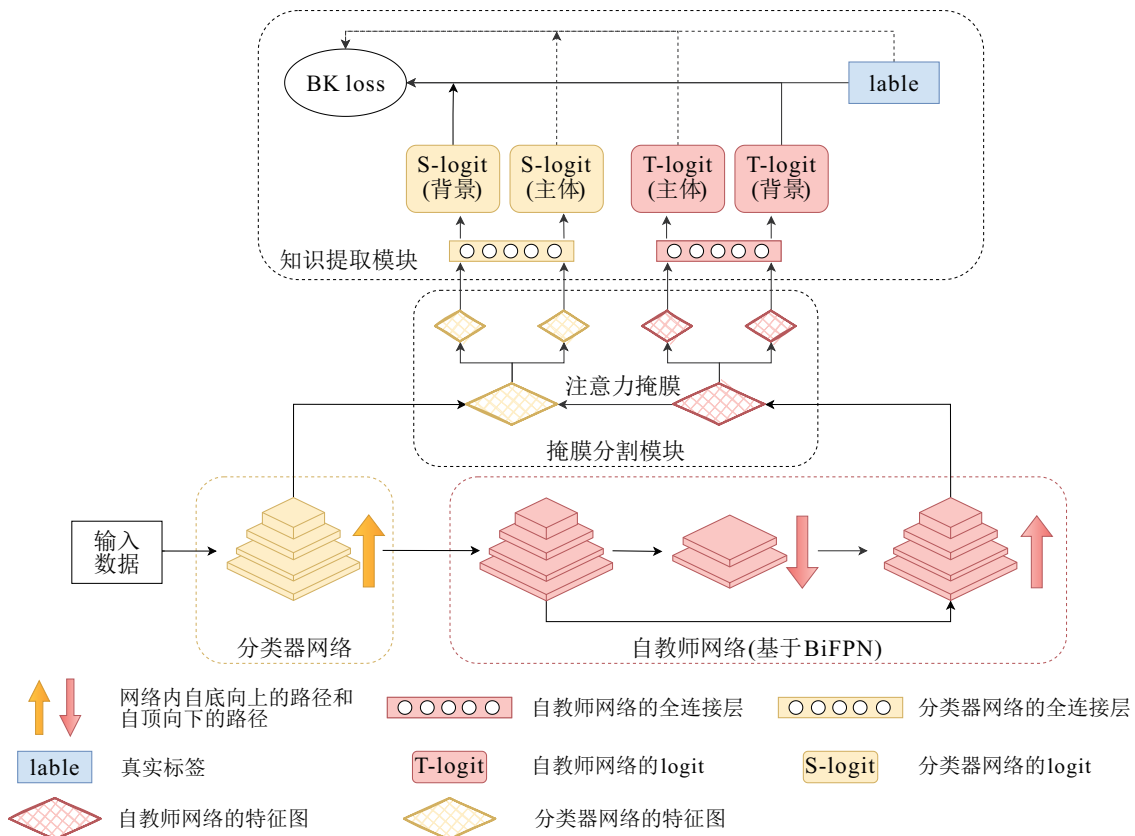 BK loss
lable
S-logit
(背景)
S-logit
(主体)
T-logit
(主体)
T-logit
(背景)
知识提取模块
注意力掩膜
掩膜分割模块
输入
数据
分类器网络
自教师网络(基于BiFPN)
网络内自底向上的路径和
自顶向下的路径
自教师网络的全连接层
分类器网络的全连接层
lable
真实标签
T-logit
自教师网络的logit
S-logit
分类器网络的logit
自教师网络的特征图
分类器网络的特征图